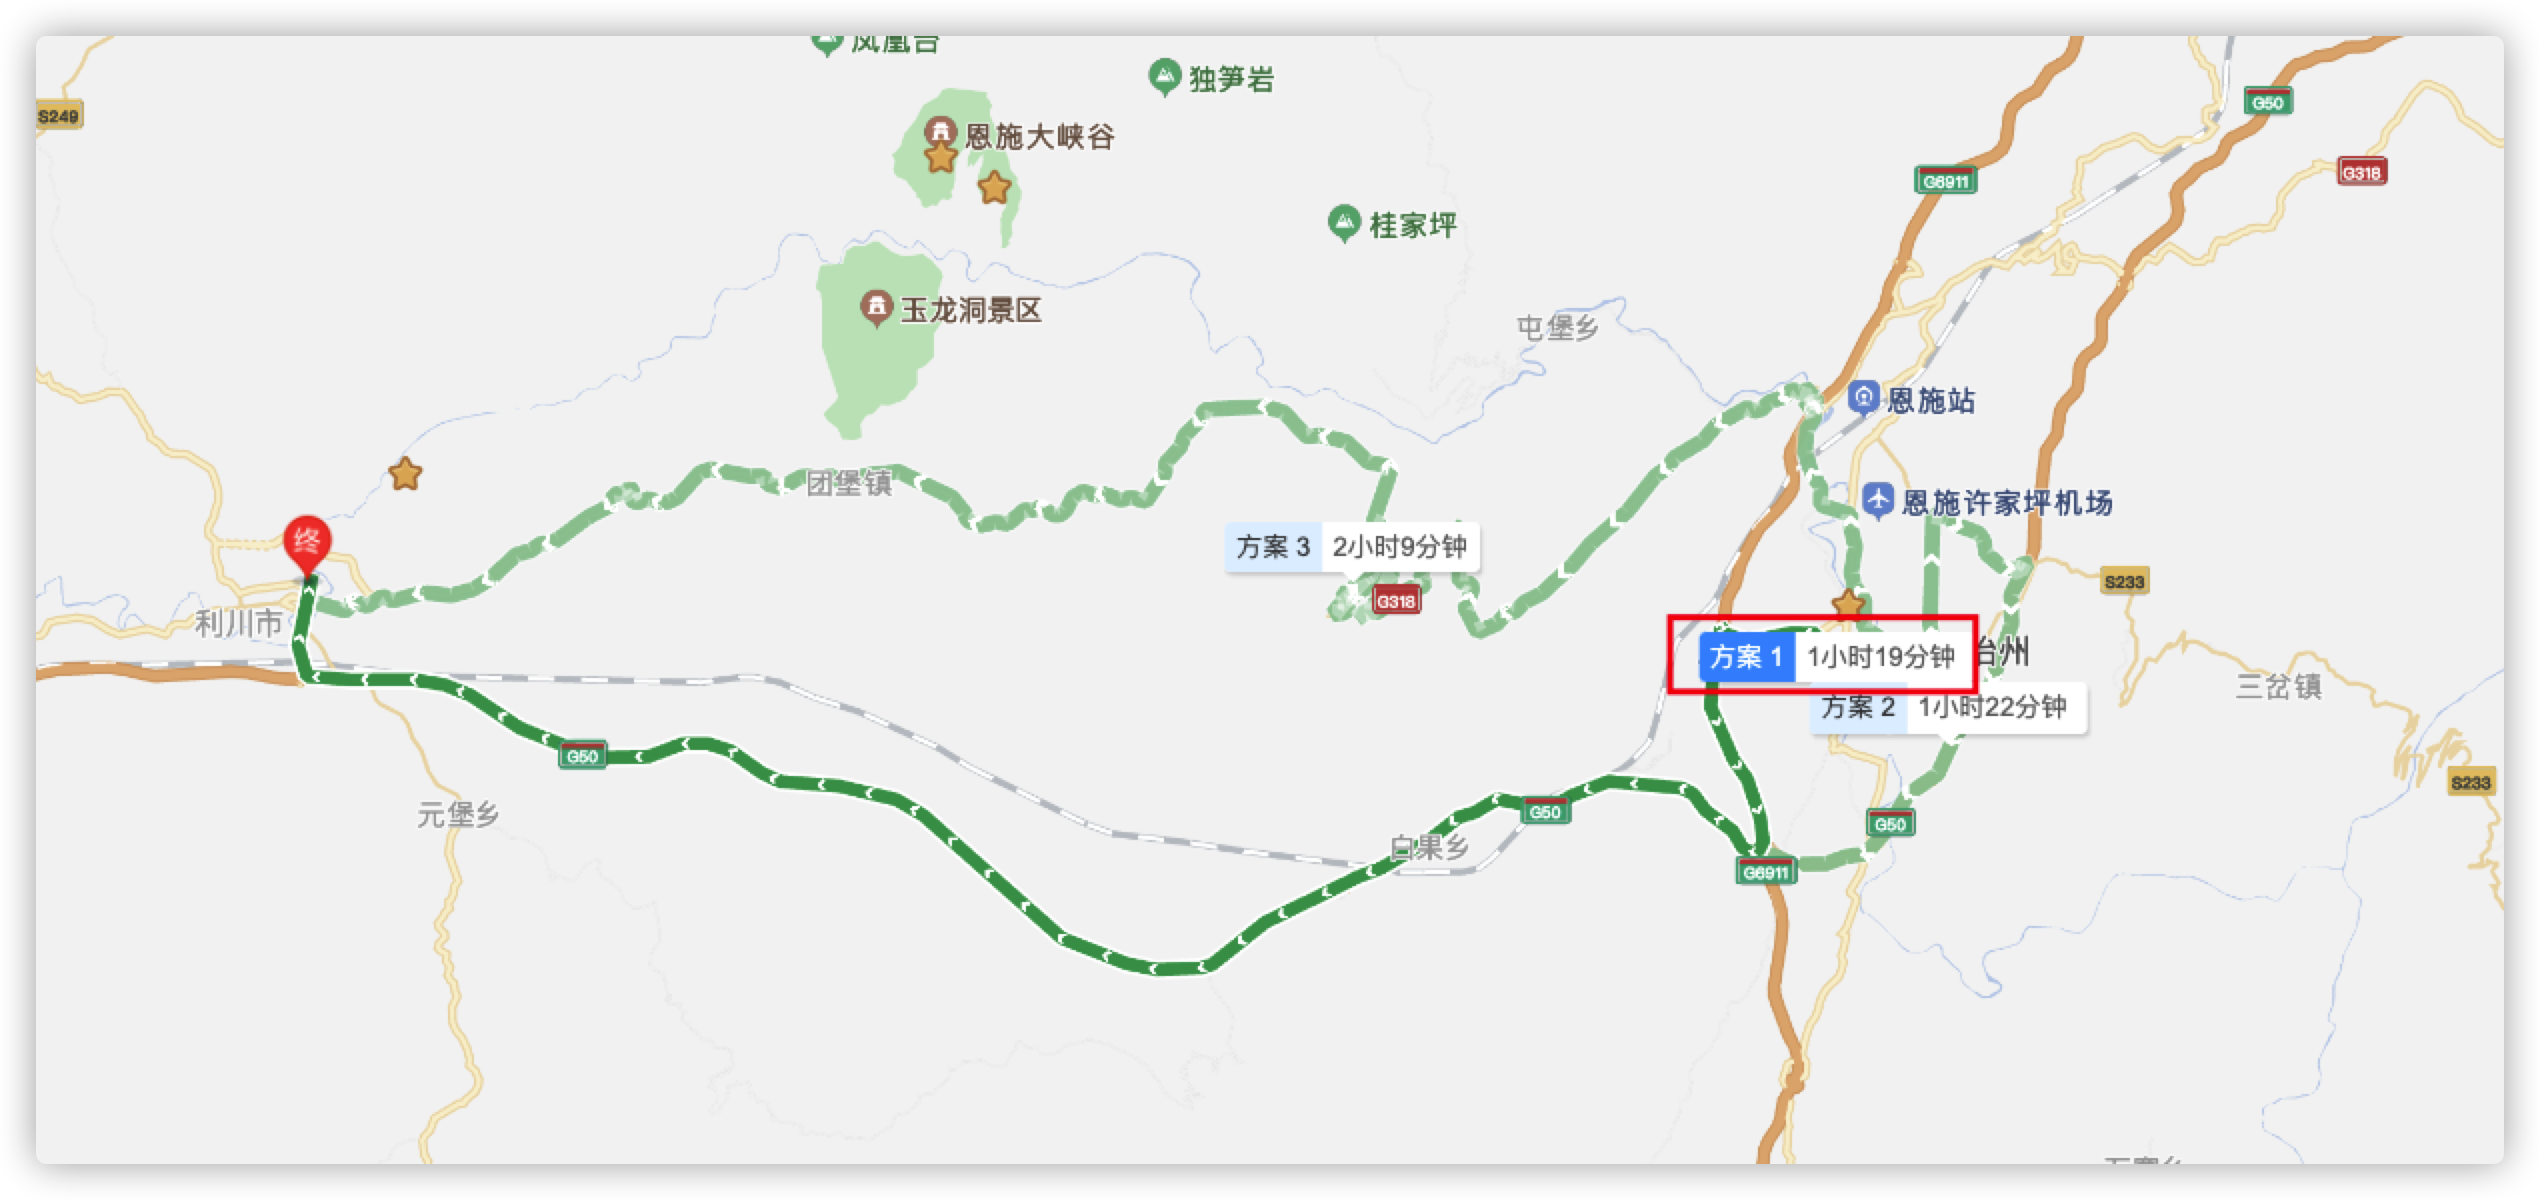 凤凰台
独笋岩
G50
S249
恩施大峡谷
G318
G6911
桂家坪
玉龙洞景区
屯堡乡
恩施站
团堡镇
恩施许家坪机场
终
方案 3 2小时9分钟
S233
G318
利川市
方案 1 1小时19分钟
台州
三岔镇
方案 2 1小时22分钟
G50
S233
元堡乡
G50
G50
白果乡
G6911